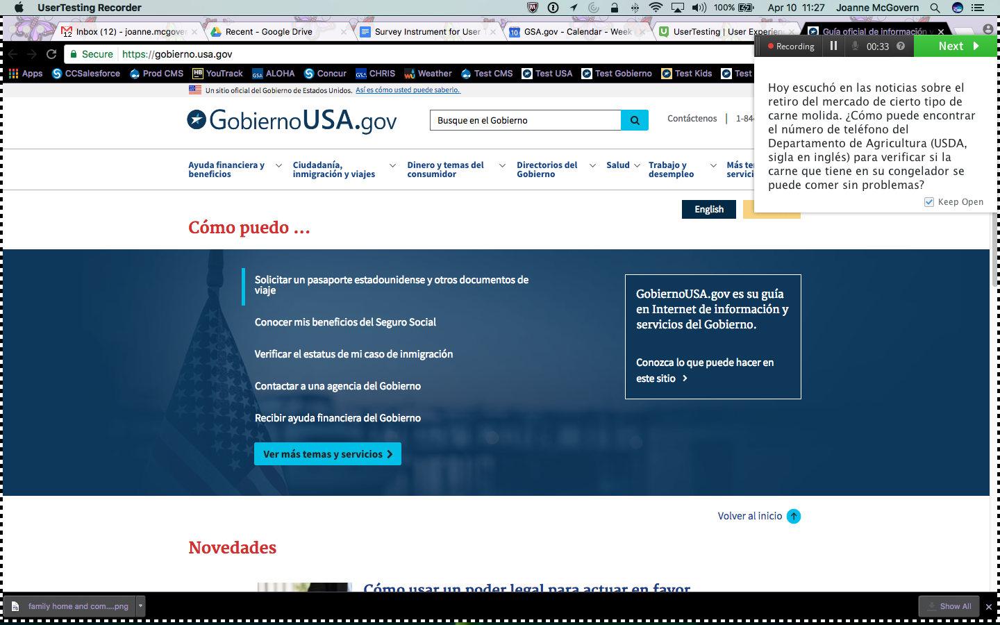 UserTesting Recorder
100%
Apr 10 11:27
Joanne McGovern
12
Inbox (12) - joanne.mcgover
Recent - Google Drive
Survey Instrument for User
10
GSA.gov - Calendar - Week
UserTesting | User Experien
Guía oficial de información y
Secure
https://gobierno.usa.gov
Recording
00:33
Next
Apps
CCSalesforce
Prod CMS
HB
YouTrack
GSA
ALOHA
Concur
GSA
CHRIS
Weather
Test CMS
Test USA
Test Gobierno
Test Kids
Test
Un sitio oficial del Gobierno de Estados Unidos. Así es cómo usted puede saberlo.
GobiernoUSA.gov
Busque en el Gobierno
Contáctenos
1-84
Hoy escuchó en las noticias sobre el
retiro del mercado de cierto tipo de
carne molida. ¿Cómo puede encontrar
el número de teléfono del
Departamento de Agricultura (USDA,
sigla en inglés) para verificar si la
carne que tiene en su congelador se
puede comer sin problemas?
Keep Open
Ayuda financiera y
beneficios
Ciudadanía,
inmigración y viajes
Dinero y temas del
consumidor
Directorios del
Gobierno
Salud
Trabajo y
desempleo
Más te
servici
English
Cómo puedo ...
Solicitar un pasaporte estadounidense y otros documentos de
viaje
Conocer mis beneficios del Seguro Social
Verificar el estatus de mi caso de inmigración
Contactar a una agencia del Gobierno
Recibir ayuda financiera del Gobierno
Ver más temas y servicios
GobiernoUSA.gov es su guía
en Internet de información y
servicios del Gobierno.
Conozca lo que puede hacer en
este sitio
Volver al inicio
Novedades
Cómo usar un poder legal para actuar en favor
family home and com....png
Show All